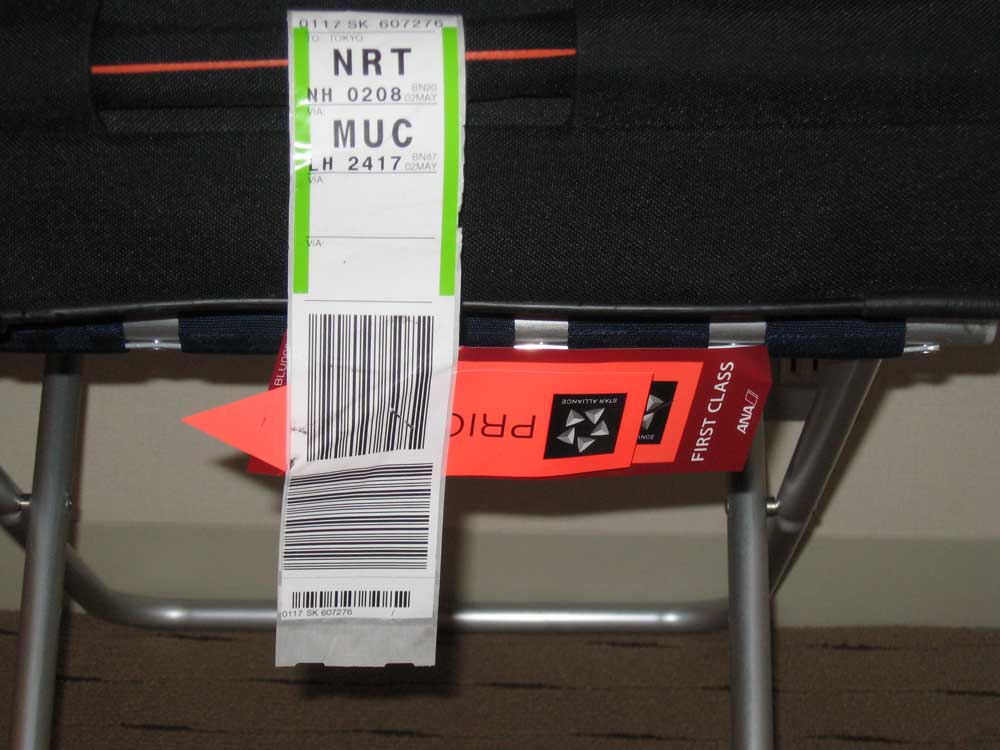 0117 SK 607276
TO: TOKYO
NRT
NH 0208 BN20 02MAY
VIA:
MUC
LH 2417 BN87 02MAY
VIA:
VIA:
PRIO
STAR ALLIANCE
FIRST CLASS
ANA
0117 SK 607276 /